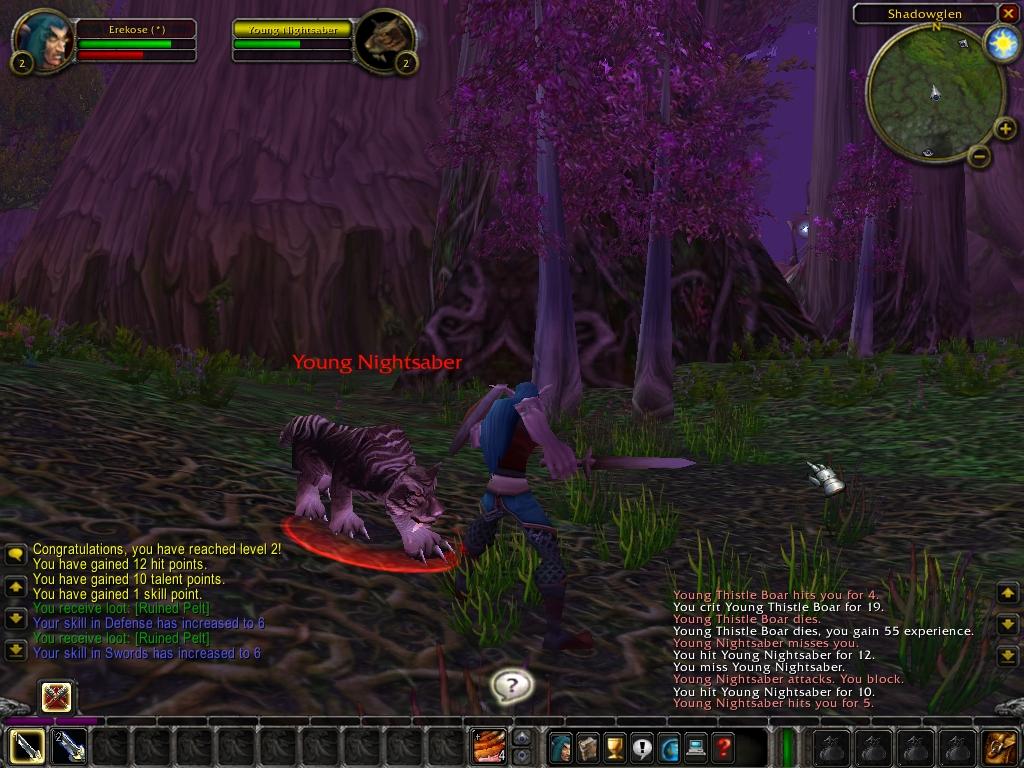 Erekose (*)
2
Young Nightsaber
2
Shadowglen
N
Young Nightsaber
Congratulations, you have reached level 2!
You have gained 12 hit points.
You have gained 10 talent points.
You have gained 1 skill point.
You receive loot: [Ruined Pelt]
Your skill in Defense has increased to 6
You receive loot: [Ruined Pelt]
Your skill in Swords has increased to 6
Young Thistle Boar hits you for 4.
You crit Young Thistle Boar for 19.
Young Thistle Boar dies.
Young Thistle Boar dies, you gain 55 experience.
Young Nightsaber misses you.
You hit Young Nightsaber for 12.
You miss Young Nightsaber.
Young Nightsaber attacks. You block.
You hit Young Nightsaber for 10.
Young Nightsaber hits you for 5.
?
1
2
+
4
!
?